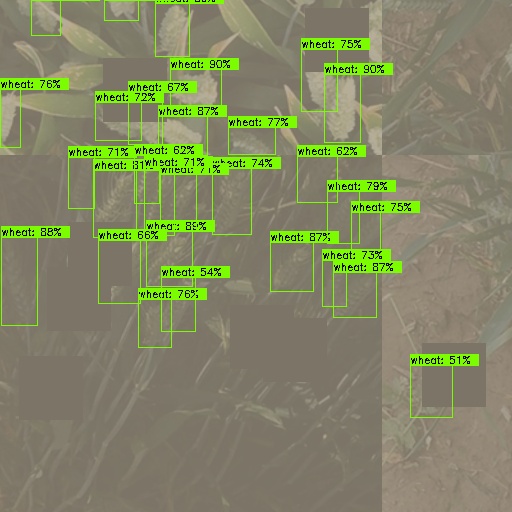 wheat: 75%
wheat: 90%
wheat: 90%
wheat: 76%
wheat: 67%
wheat: 72%
wheat: 87%
wheat: 77%
wheat: 62%
wheat: 62%
wheat: 71%
wheat: 71%
wheat: 74%
wheat: 79%
wheat: 75%
wheat: 89%
wheat: 88%
wheat: 66%
wheat: 87%
wheat: 73%
wheat: 87%
wheat: 54%
wheat: 76%
wheat: 51%